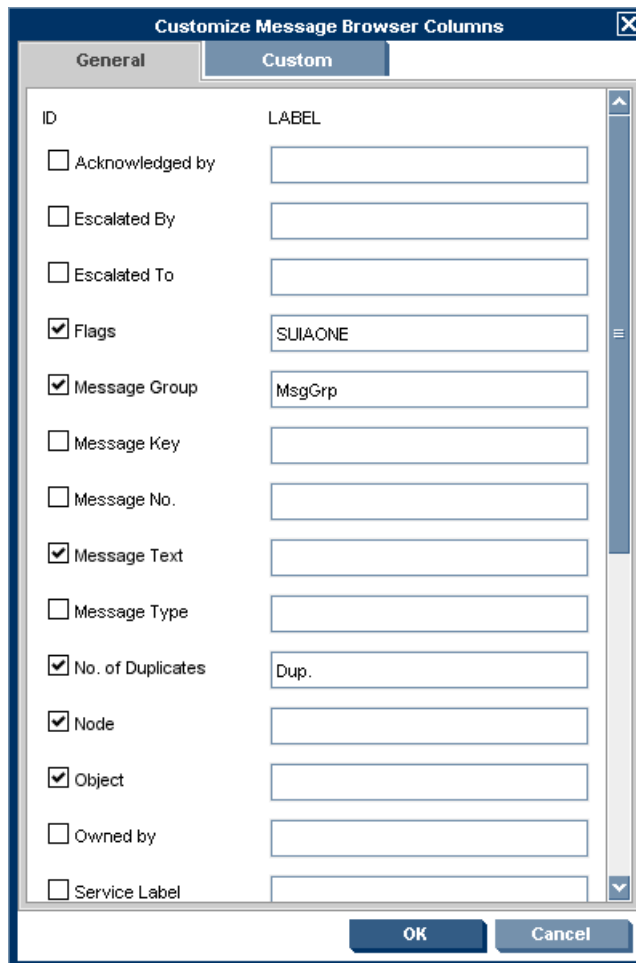 Customize Message Browser Columns
General Custom
ID LABEL
Acknowledged by
Escalated By
Escalated To
Flags SUIAONE
Message Group MsgGrp
Message Key
Message No.
Message Text
Message Type
No. of Duplicates Dup.
Node
Object
Owned by
Service Label
OK Cancel